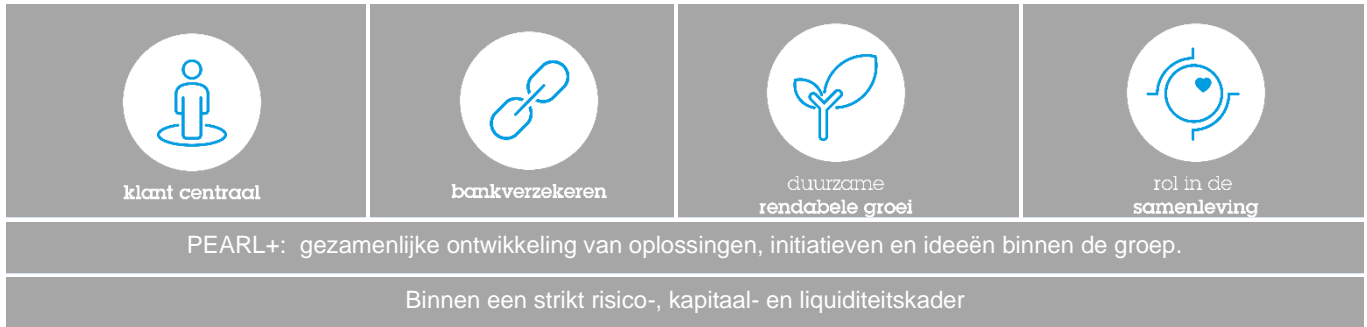 klant centraal
bankverzekeren
duurzame
rendabele groei
rol in de
samenleving
PEARL+: gezamenlijke ontwikkeling van oplossingen, initiatieven en ideeën binnen de groep.
Binnen een strikt risico-, kapitaal- en liquiditeitskader